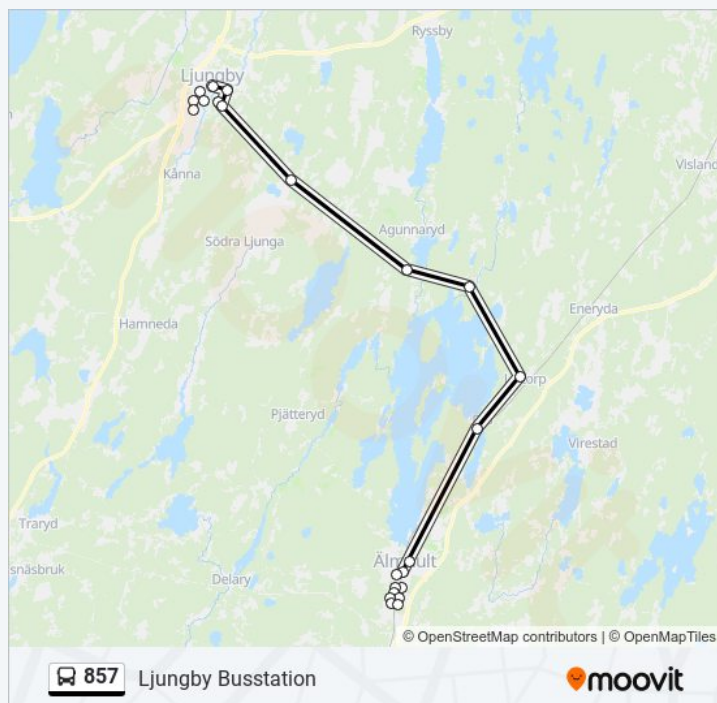 Ryssby
Ljungby
Visland
Kånna
Agunnaryd
Södra Ljunga
Eneryda
Hamneda
Pjätteryd
Virestad
Traryd
Älmhult
snäsbruk
Delary
© OpenStreetMap contributors | © OpenMapTiles
857 Ljungby Busstation
moovit